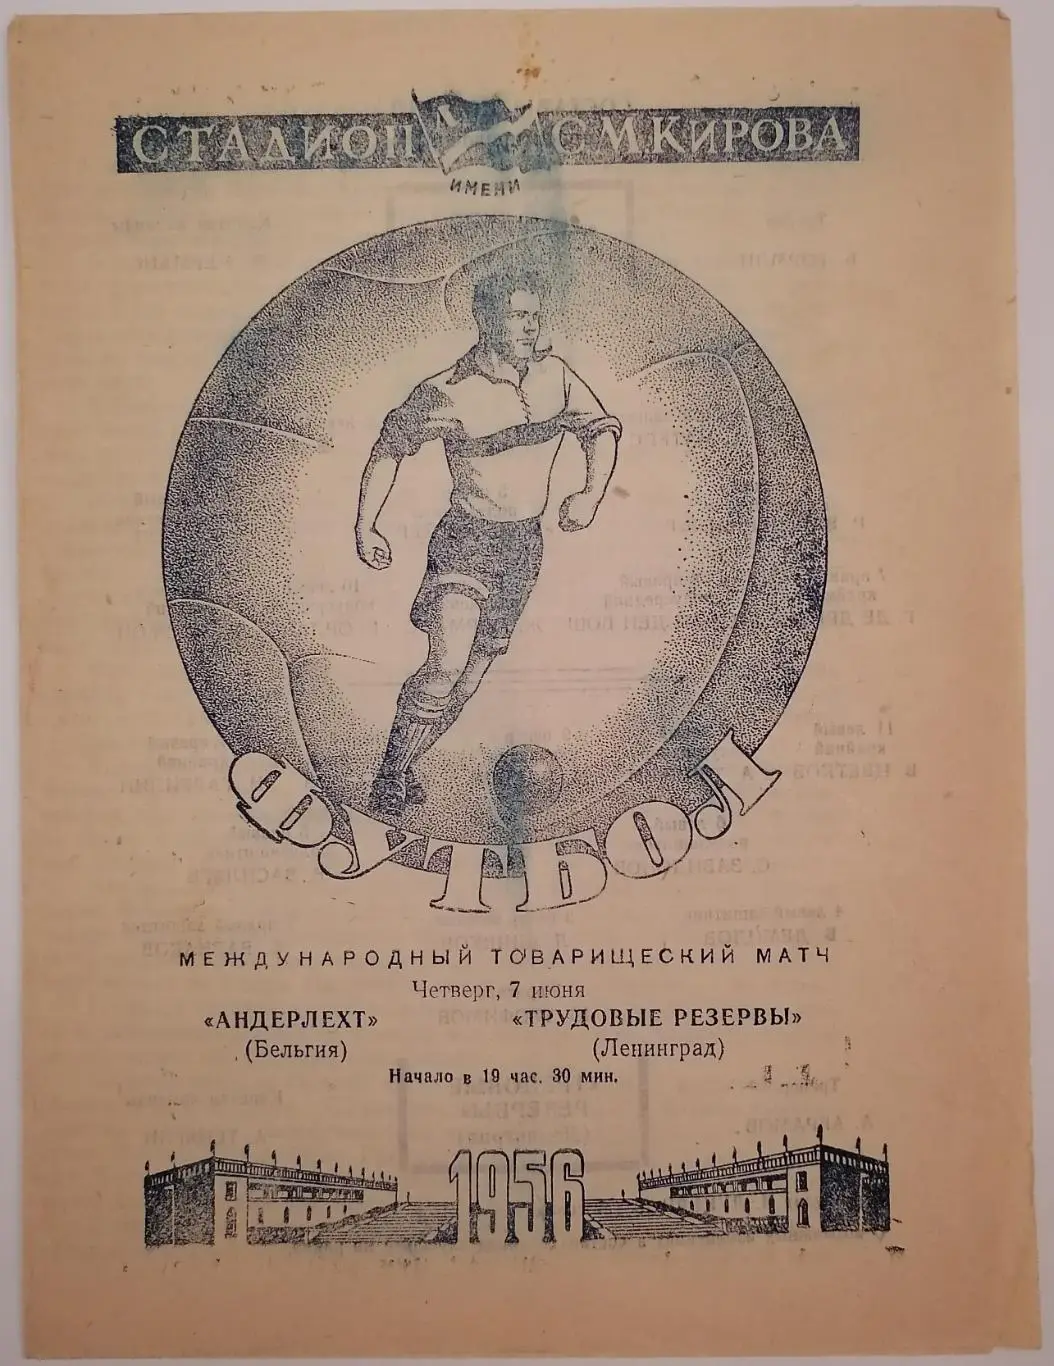 СТАДИОН ИМЕНИ С М КИРОВА
ФУТБОЛ
МЕЖДУНАРОДНЫЙ ТОВАРИЩЕСКИЙ МАТЧ
Четверг, 7 июня
«АНДЕРЛЕХТ» «ТРУДОВЫЕ РЕЗЕРВЫ»
(Бельгия) (Ленинград)
Начало в 19 час. 30 мин.
1956